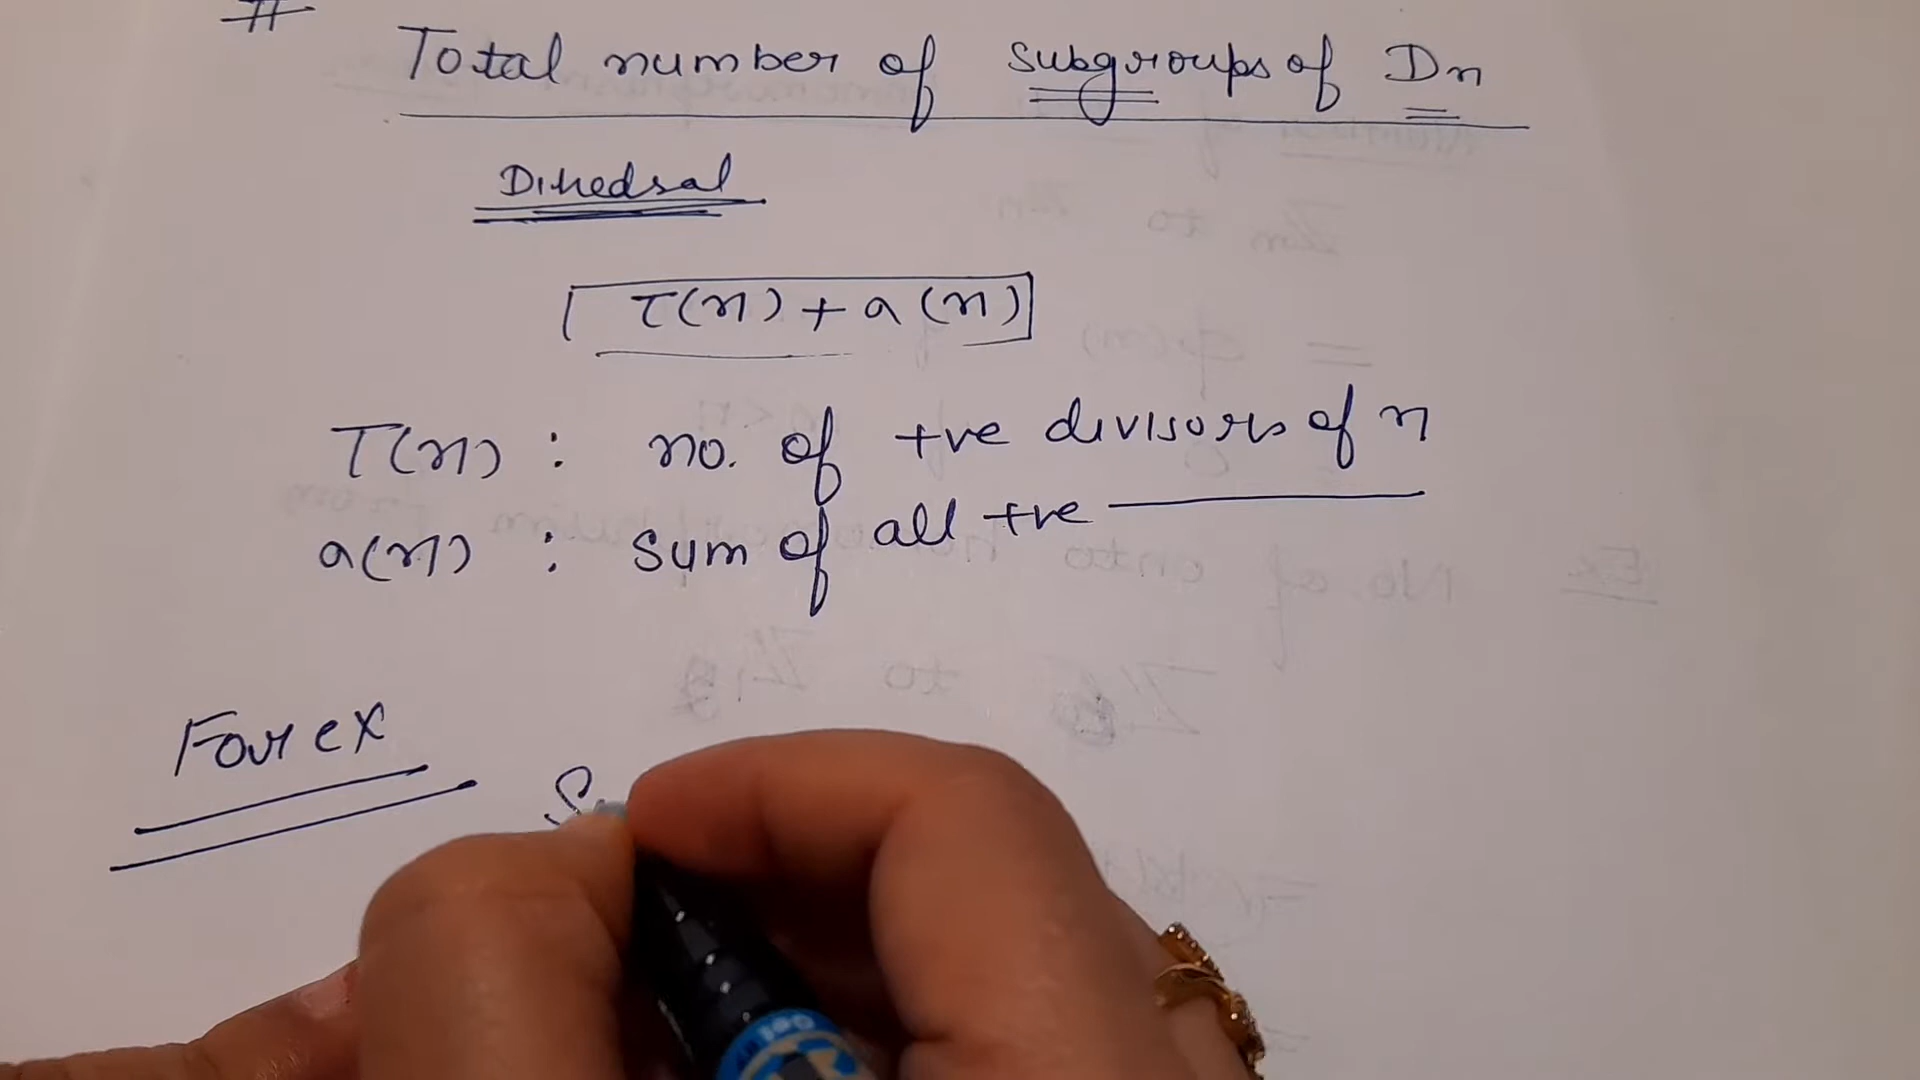 #
Total number of subgroups of Dn
Dihedral
τ(n) + a(n)
T(n) : no. of +ve divisors of n
a(n) : sum of all +ve ———
For ex
S